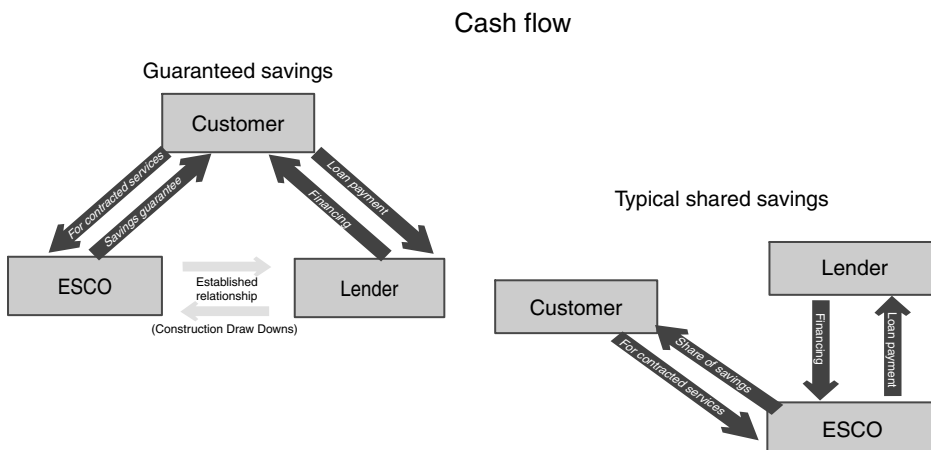 Cash flow
Guaranteed savings
Customer
For contracted services
Savings guarantee
Financing
Loan payment
ESCO
Established
relationship
(Construction Draw Downs)
Lender
Typical shared savings
Lender
Customer
Share of savings
For contracted services
Financing
Loan payment
ESCO